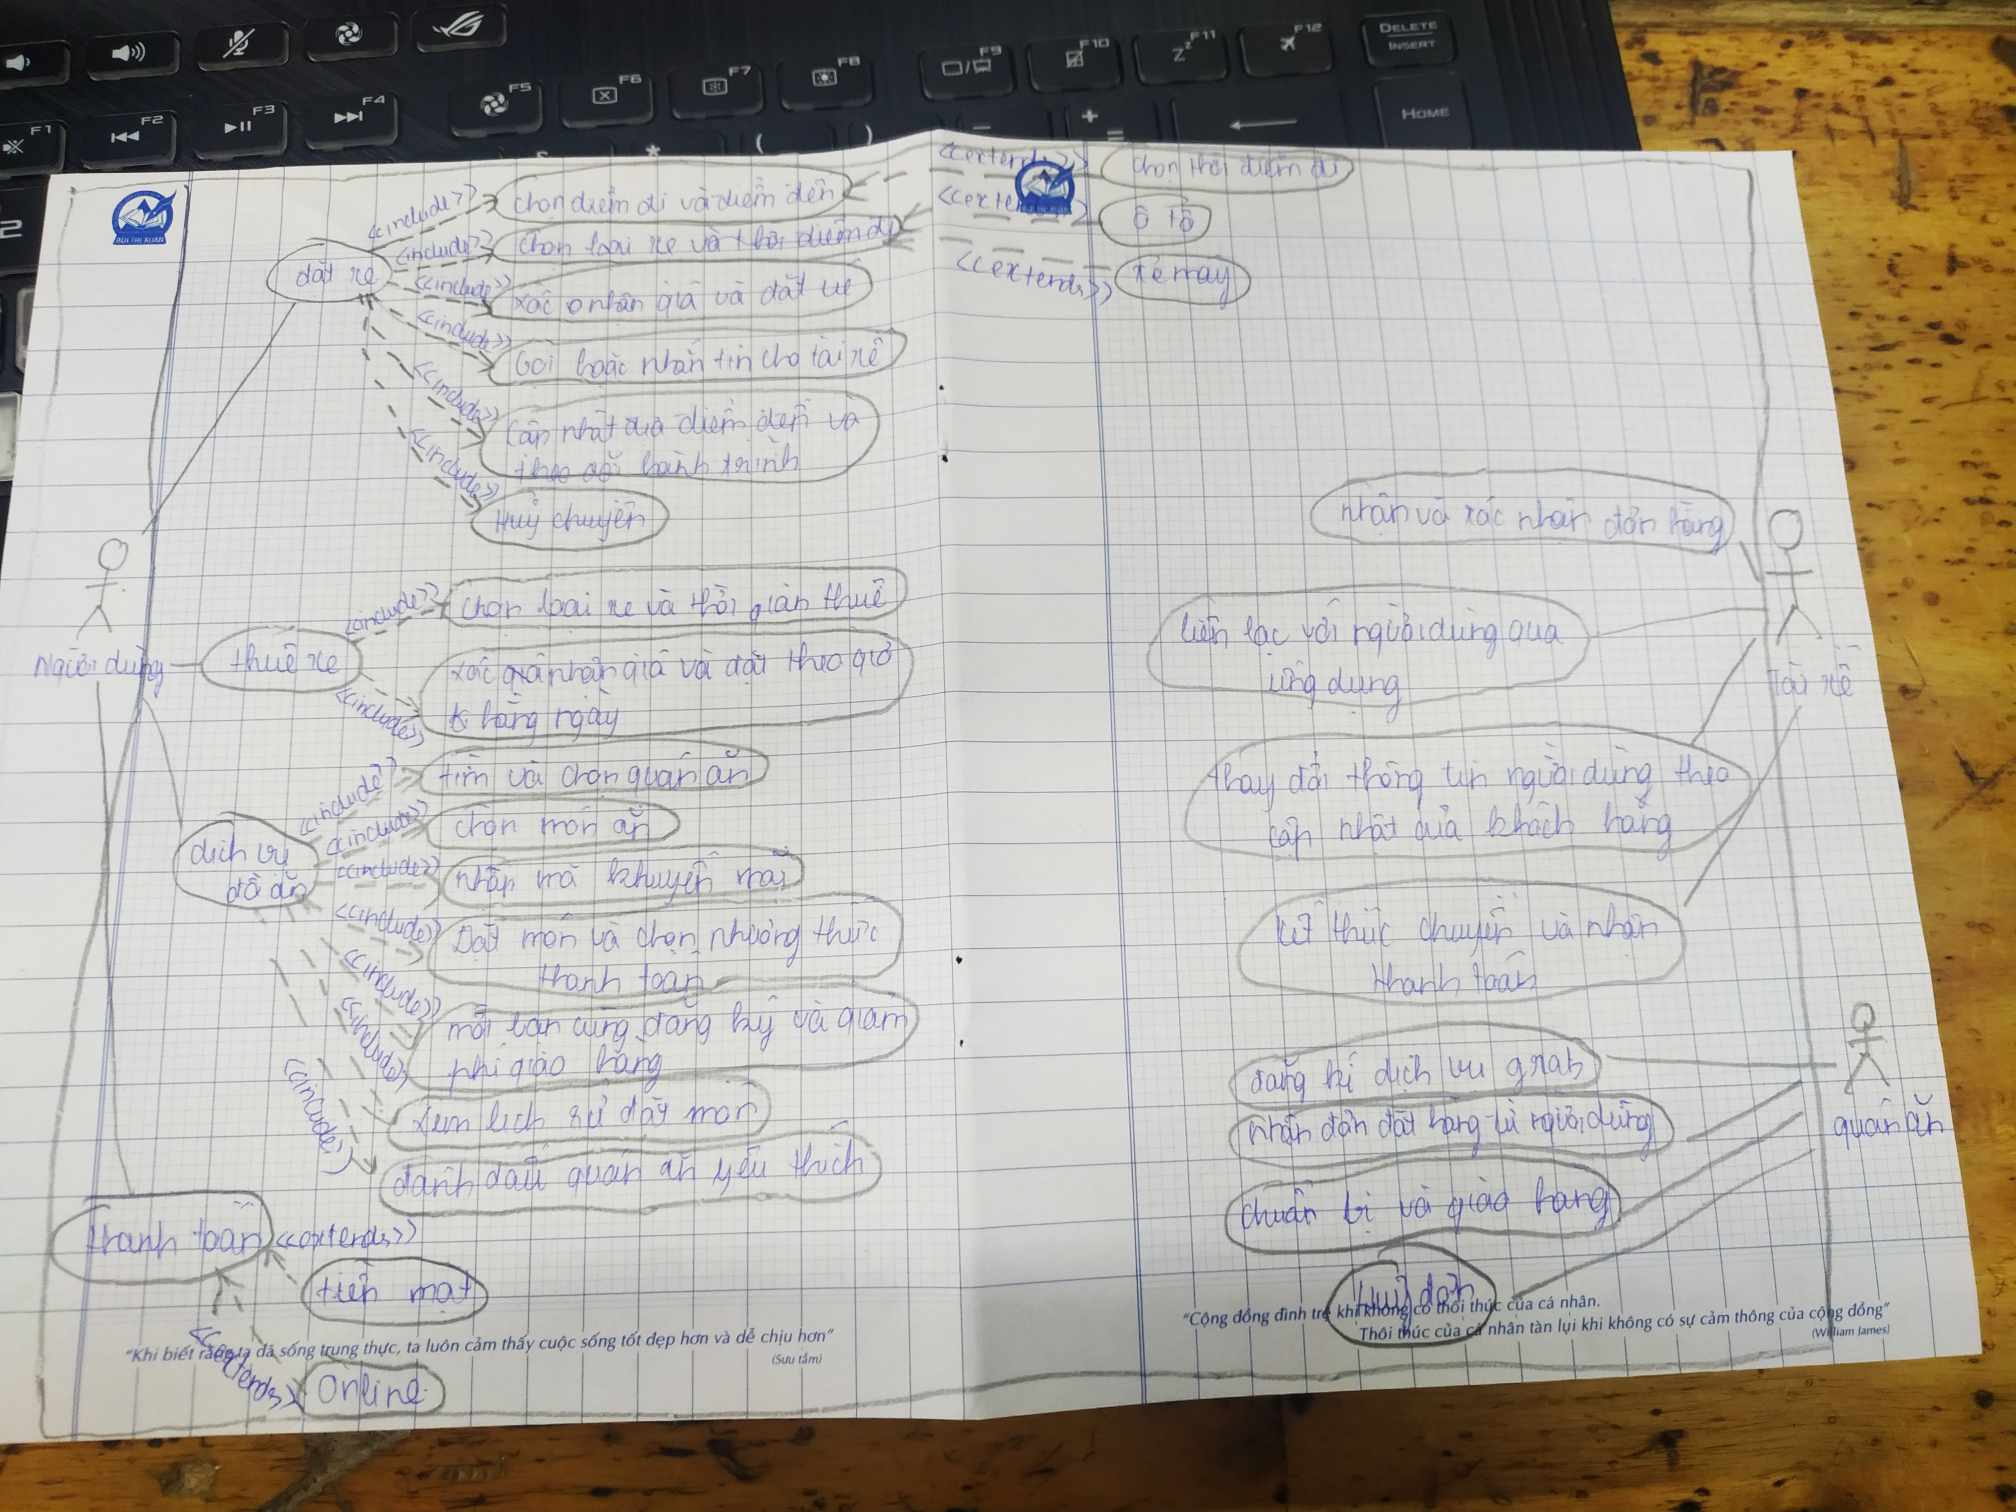 F1
F2
F3
F4
F5
F6
F7
F8
F9
F10
F11
F12
DELETE
INSERT
HOME
BÙI THỊ XUÂN
đặt xe
<<include>>
chọn điểm đi và điểm đến
<<include>>
chọn loại xe và thời điểm đi
<<include>>
xác nhận giá và đặt xe
<<include>>
Gọi hoặc nhắn tin cho tài xế
<<include>>
cập nhật điểm đến và
theo dõi hành trình
<<include>>
Huỷ chuyến
<<extends>>
chọn thời điểm đi
<<extends>>
ô tô
<<extends>>
xe máy
Người dùng
thuê xe
<<include>>
chọn loại xe và thời gian thuê
<<include>>
xác nhận giá và đặt theo giờ
hằng ngày
dịch vụ
đồ ăn
<<include>>
tìm và chọn quán ăn
<<include>>
chọn món ăn
<<include>>
nhập mã khuyến mãi
<<include>>
Đặt món và chọn phương thức
thanh toán
<<include>>
mời bạn cùng đăng ký và giảm
phí giao hàng
<<include>>
xem lịch sử đặt món
<<include>>
đánh dấu quán ăn yêu thích
thanh toán
<<extends>>
tiền mặt
<<extends>>
Online
"Khi biết rằng ta đã sống trung thực, ta luôn cảm thấy cuộc sống tốt đẹp hơn và dễ chịu hơn"
(Sưu tầm)
nhận và xác nhận đơn hàng
liên lạc với người dùng qua
ứng dụng
Tài xế
thay đổi thông tin người dùng theo
cập nhật của khách hàng
kết thúc chuyến và nhận
thanh toán
đăng kí dịch vụ grab
nhận đơn đặt hàng từ người dùng
quán ăn
chuẩn bị và giao hàng
Huỷ đơn
"Cộng đồng đình trệ khi không có thôi thúc của cá nhân.
Thôi thúc của cá nhân tàn lụi khi không có sự cảm thông của cộng đồng"
(William James)